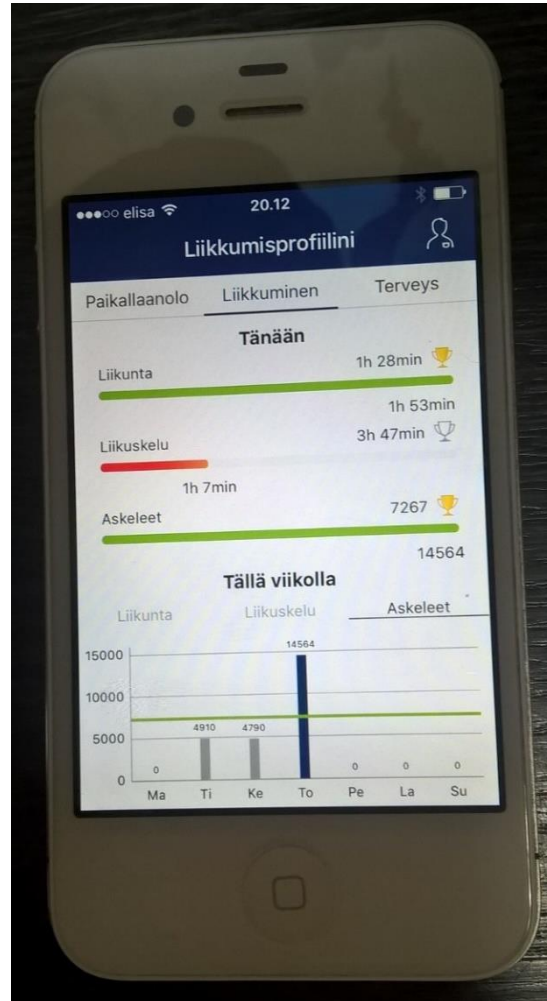 elisa 20.12
Liikkumisprofiilini
Paikallaanolo Liikkuminen Terveys
Tänään
Liikunta 1h 28min
1h 53min
Liikuskelu 3h 47min
1h 7min
Askeleet 7267
14564
Tällä viikolla
Liikunta Liikuskelu Askeleet
14564
15000
10000
4910 4790
5000
0 0 0 0
0
Ma Ti Ke To Pe La Su